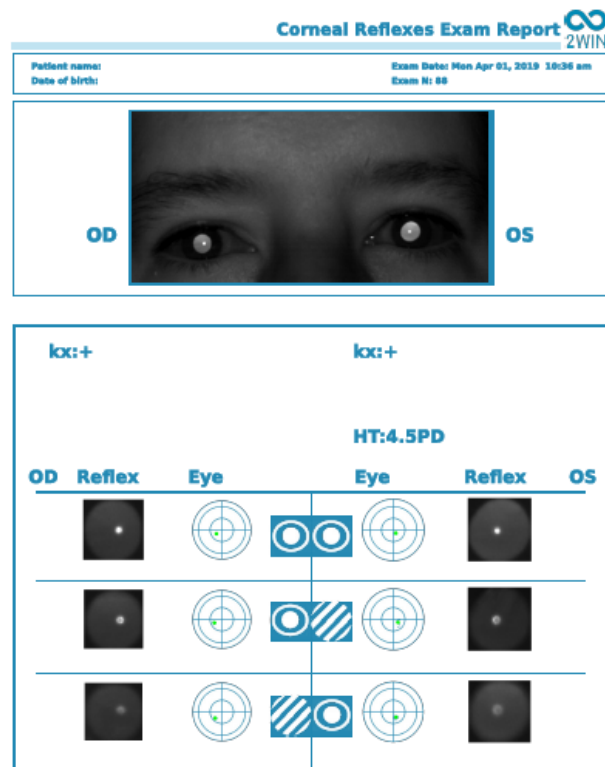 Corneal Reflexes Exam Report
2WIN
Patient name:
Exam Date: Mon Apr 01, 2019 10:36 am
Date of birth:
Exam N: 88
OD
OS
kx:+
kx:+
HT:4.5PD
OD Reflex Eye Eye Reflex OS